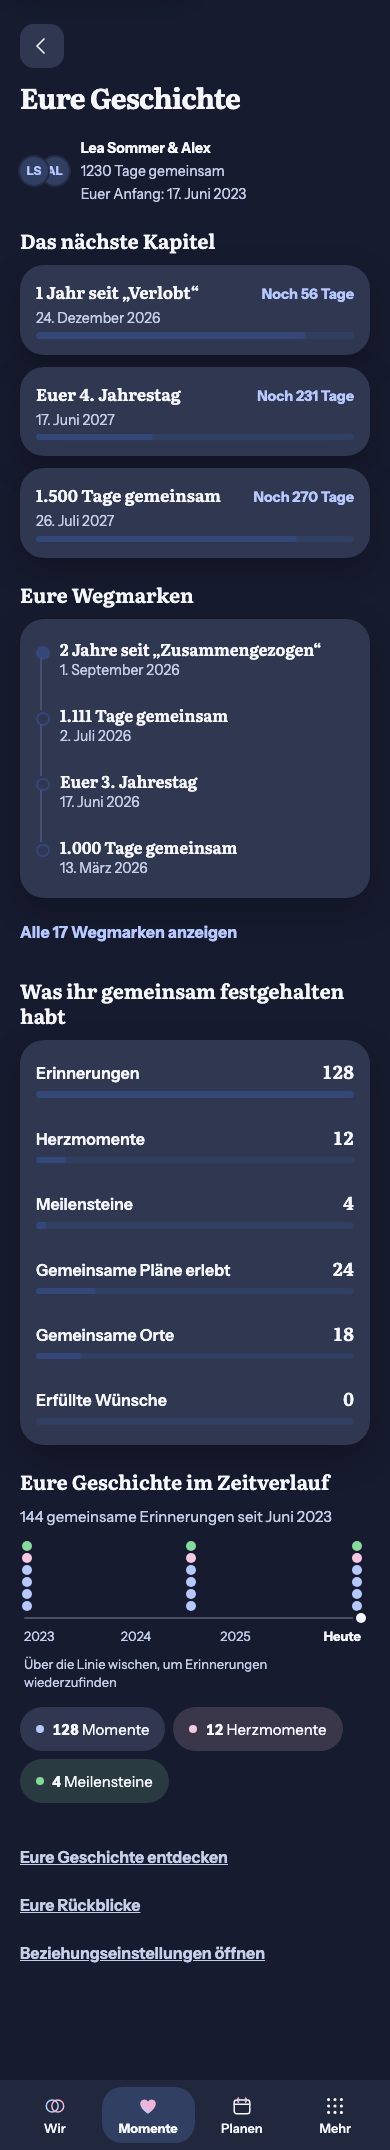 Eure Geschichte
Lea Sommer & Alex
LS AL
1230 Tage gemeinsam
Euer Anfang: 17. Juni 2023
Das nächste Kapitel
1 Jahr seit „Verlobt“ Noch 56 Tage
24. Dezember 2026
Euer 4. Jahrestag Noch 231 Tage
17. Juni 2027
1.500 Tage gemeinsam Noch 270 Tage
26. Juli 2027
Eure Wegmarken
2 Jahre seit „Zusammengezogen“
1. September 2026
1.111 Tage gemeinsam
2. Juli 2026
Euer 3. Jahrestag
17. Juni 2026
1.000 Tage gemeinsam
13. März 2026
Alle 17 Wegmarken anzeigen
Was ihr gemeinsam festgehalten
habt
Erinnerungen 128
Herzmomente 12
Meilensteine 4
Gemeinsame Pläne erlebt 24
Gemeinsame Orte 18
Erfüllte Wünsche 0
Eure Geschichte im Zeitverlauf
144 gemeinsame Erinnerungen seit Juni 2023
2023 2024 2025 Heute
Über die Linie wischen, um Erinnerungen
wiederzufinden
128 Momente 12 Herzmomente
4 Meilensteine
Eure Geschichte entdecken
Eure Rückblicke
Beziehungseinstellungen öffnen
Wir Momente Planen Mehr